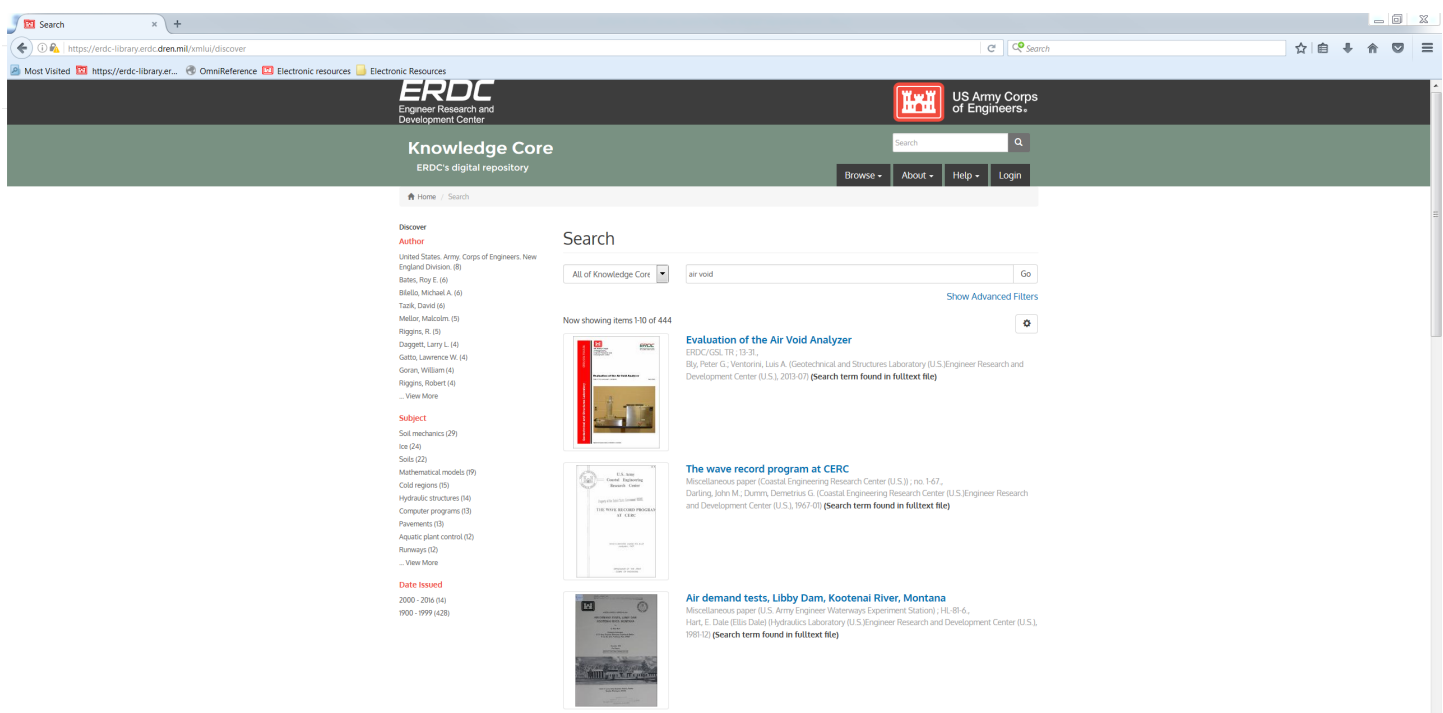 Search
https://erdc-library.erdc.dren.mil/xmlui/discover
Search
Most Visited
https://erdc-library.er...
OmniReference
Electronic resources
Electronic Resources
ERDC
Engineer Research and
Development Center
US Army Corps
of Engineers®
Knowledge Core
ERDC's digital repository
Search
Browse
About
Help
Login
Home / Search
Discover
Author
United States. Army. Corps of Engineers. New
England Division. (8)
Bates, Roy E. (6)
Bilello, Michael A. (6)
Tazik, David (6)
Mellor, Malcolm. (5)
Riggins, R. (5)
Daggett, Larry L. (4)
Gatto, Lawrence W. (4)
Goran, William (4)
Riggins, Robert (4)
... View More
Subject
Soil mechanics (29)
Ice (24)
Soils (22)
Mathematical models (19)
Cold regions (15)
Hydraulic structures (14)
Computer programs (13)
Pavements (13)
Aquatic plant control (12)
Runways (12)
... View More
Date Issued
2000 - 2016 (14)
1900 - 1999 (428)
Search
All of Knowledge Core
air void
Go
Show Advanced Filters
Now showing items 1-10 of 444
Evaluation of the Air Void Analyzer
ERDC/GSL TR ; 13-31.,
Bly, Peter G.; Ventorini, Luis A. (Geotechnical and Structures Laboratory (U.S.)Engineer Research and
Development Center (U.S.), 2013-07) (Search term found in fulltext file)
U.S. Army
Coastal Engineering
Research Center
THE WAVE RECORD PROGRAM
AT CERC
The wave record program at CERC
Miscellaneous paper (Coastal Engineering Research Center (U.S.)) ; no. 1-67.,
Darling, John M.; Dumm, Demetrius G. (Coastal Engineering Research Center (U.S.)Engineer Research
and Development Center (U.S.), 1967-01) (Search term found in fulltext file)
Air demand tests, Libby Dam, Kootenai River, Montana
Miscellaneous paper (U.S. Army Engineer Waterways Experiment Station) ; HL-81-6.,
Hart, E. Dale (Ellis Dale) (Hydraulics Laboratory (U.S.)Engineer Research and Development Center (U.S.),
1981-12) (Search term found in fulltext file)